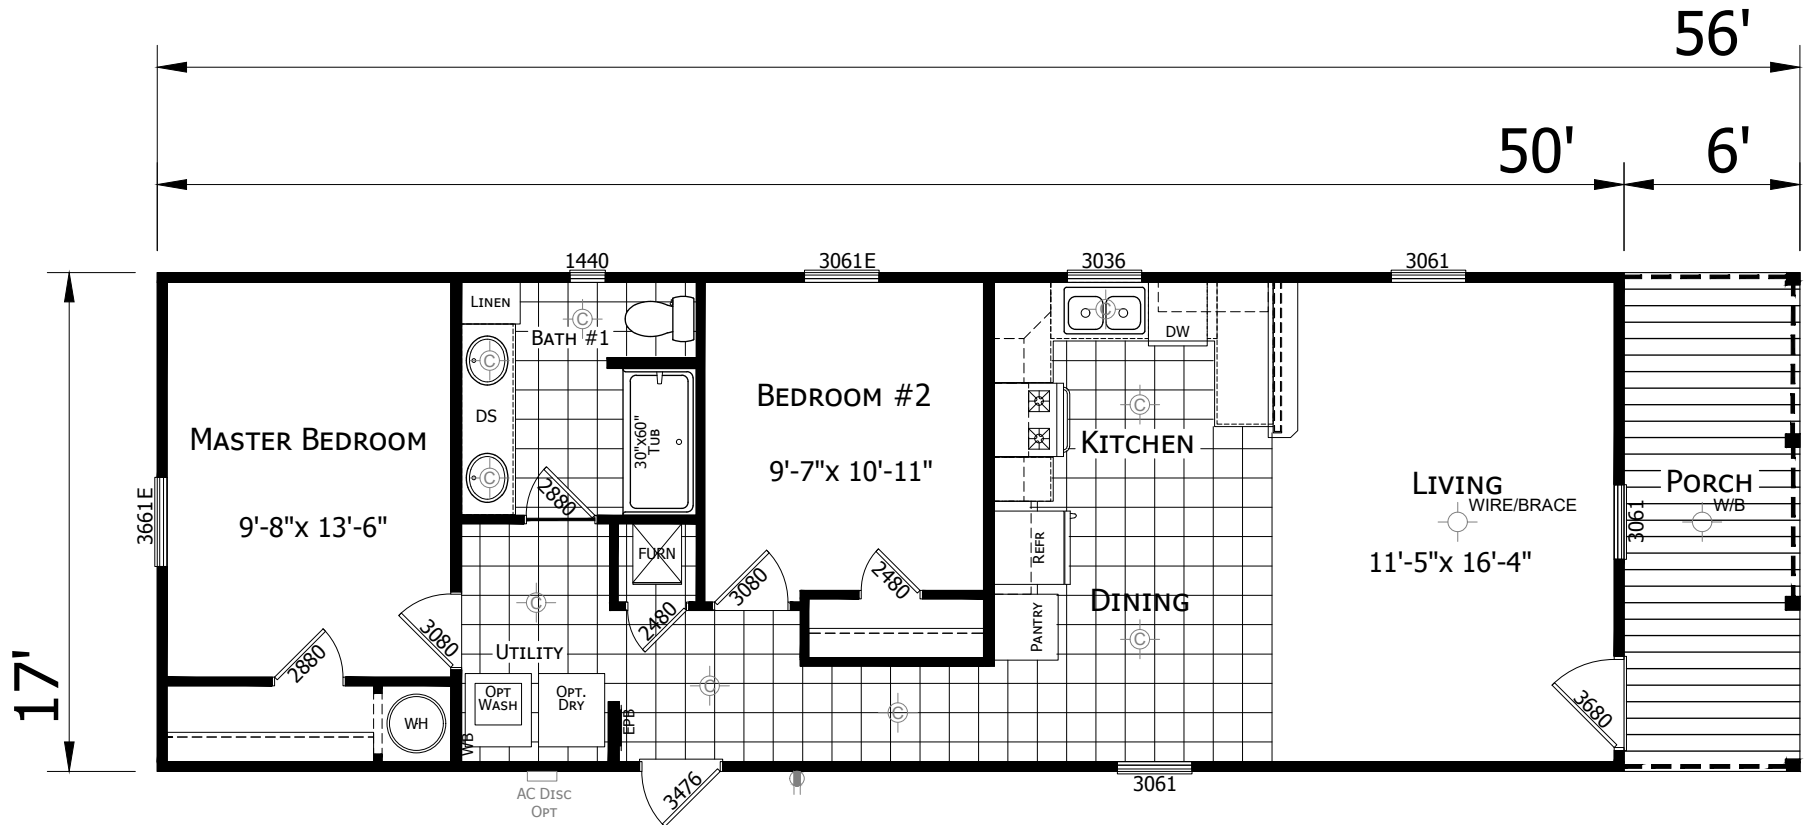 56'
50'
6'
17'
1440
3061E
3036
3061
LINEN
BATH #1
DS
30"x60"
TUB
2880
MASTER BEDROOM
9'-8"x 13'-6"
3661E
BEDROOM #2
9'-7"x 10'-11"
DW
KITCHEN
LIVING
WIRE/BRACE
11'-5"x 16'-4"
3061
PORCH
W/B
FURN
2480
3080
2480
REFR
DINING
PANTRY
3080
UTILITY
2880
OPT
WASH
OPT.
DRY
WH
WB
EPB
3680
C
C
C
C
C
C
C
C
C
AC DISC
OPT
3476
3061